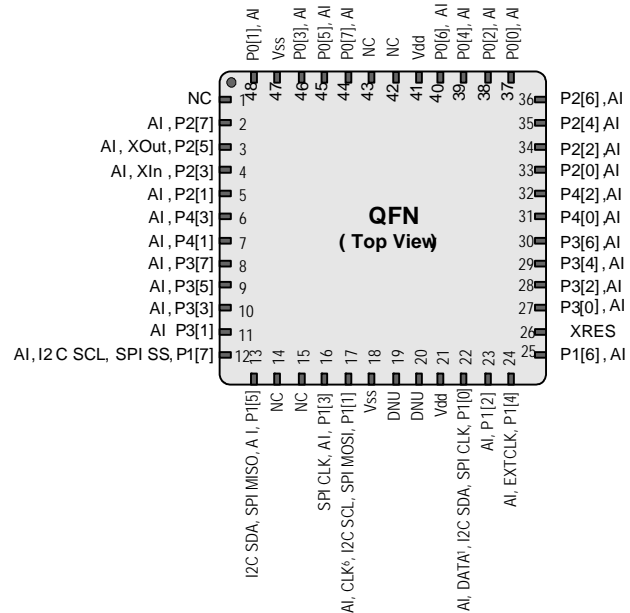 P0[1], AI
Vss
P0[3], AI
P0[5], AI
P0[7], AI
NC
NC
Vdd
P0[6], AI
P0[4], AI
P0[2], AI
P0[0], AI
48
47
46
45
44
43
42
41
40
39
38
37
NC 1
AI , P2[7] 2
AI , XOut, P2[5] 3
AI , XIn , P2[3] 4
AI , P2[1] 5
AI , P4[3] 6
AI , P4[1] 7
AI , P3[7] 8
AI , P3[5] 9
AI , P3[3] 10
AI P3[1] 11
AI, I2 C SCL, SPI SS, P1[7] 12
QFN
( Top View)
36 P2[6] ,AI
35 P2[4] ,AI
34 P2[2] ,AI
33 P2[0] ,AI
32 P4[2] ,AI
31 P4[0] ,AI
30 P3[6] ,AI
29 P3[4] ,AI
28 P3[2] ,AI
27 P3[0] , AI
26 XRES
25 P1[6] , AI
13
14
15
16
17
18
19
20
21
22
23
24
I2C SDA, SPI MISO, A I, P1[5]
NC
NC
SPI CLK, AI, P1[3]
AI, CLK⁶, I2C SCL, SPI MOSI, P1[1]
Vss
DNU
DNU
Vdd
AI, DATA¹, I2C SDA, SPI CLK, P1[0]
AI, P1[2]
AI, EXTCLK, P1[4]